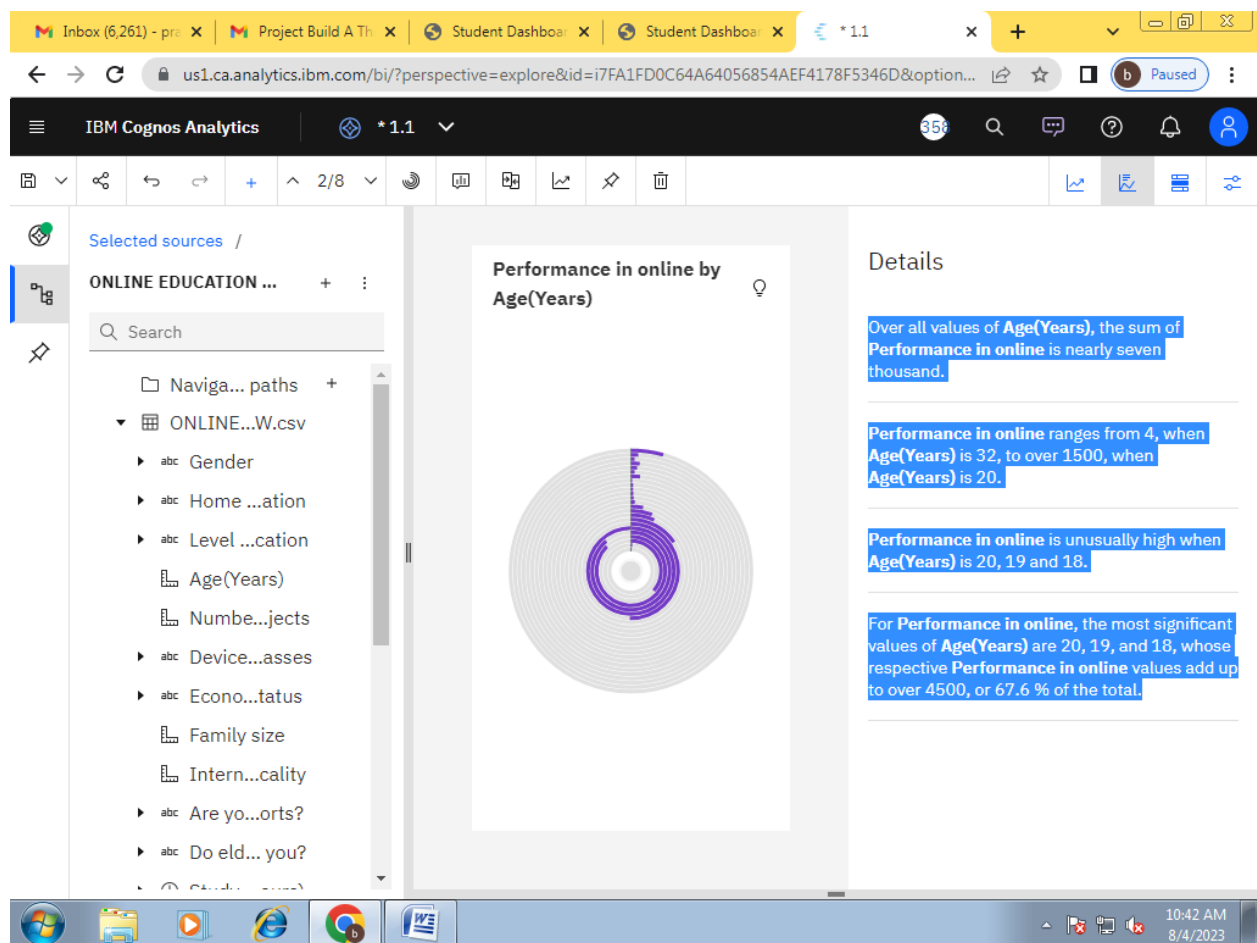 Inbox (6,261) - pra
Project Build A Th
Student Dashboar
Student Dashboar
* 1.1
us1.ca.analytics.ibm.com/bi/?perspective=explore&id=i7FA1FD0C64A64056854AEF4178F5346D&option...
b
Paused
IBM Cognos Analytics
* 1.1
358
2/8
Selected sources /
ONLINE EDUCATION ...
Search
Naviga... paths
ONLINE...W.csv
abc Gender
abc Home ...ation
abc Level ...cation
Age(Years)
Numbe...jects
abc Device...asses
abc Econo...tatus
Family size
Intern...cality
abc Are yo...orts?
abc Do eld... you?
Performance in online by
Age(Years)
Details
Over all values of Age(Years), the sum of
Performance in online is nearly seven
thousand.
Performance in online ranges from 4, when
Age(Years) is 32, to over 1500, when
Age(Years) is 20.
Performance in online is unusually high when
Age(Years) is 20, 19 and 18.
For Performance in online, the most significant
values of Age(Years) are 20, 19, and 18, whose
respective Performance in online values add up
to over 4500, or 67.6 % of the total.
10:42 AM
8/4/2023